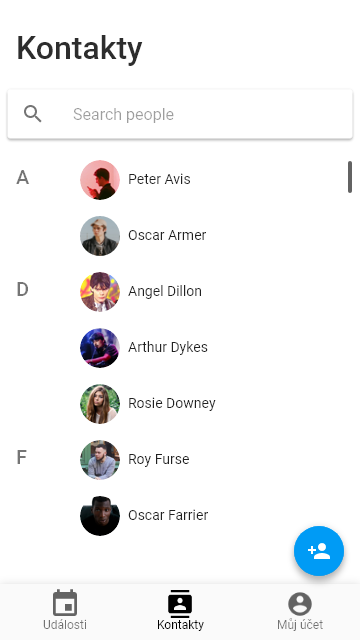 Kontakty
Search people
A
Peter Avis
Oscar Armer
D
Angel Dillon
Arthur Dykes
Rosie Downey
F
Roy Furse
Oscar Farrier
Události
Kontakty
Můj účet